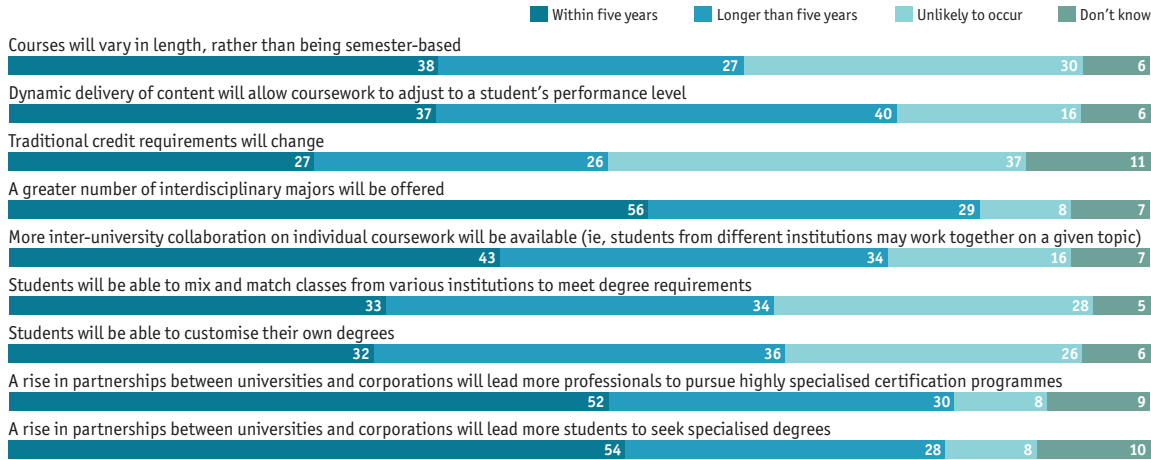 Within five years Longer than five years Unlikely to occur Don't know
Courses will vary in length, rather than being semester-based
38 27 30 6
Dynamic delivery of content will allow coursework to adjust to a student's performance level
37 40 16 6
Traditional credit requirements will change
27 26 37 11
A greater number of interdisciplinary majors will be offered
56 29 8 7
More inter-university collaboration on individual coursework will be available (ie, students from different institutions may work together on a given topic)
43 34 16 7
Students will be able to mix and match classes from various institutions to meet degree requirements
33 34 28 5
Students will be able to customise their own degrees
32 36 26 6
A rise in partnerships between universities and corporations will lead more professionals to pursue highly specialised certification programmes
52 30 8 9
A rise in partnerships between universities and corporations will lead more students to seek specialised degrees
54 28 8 10